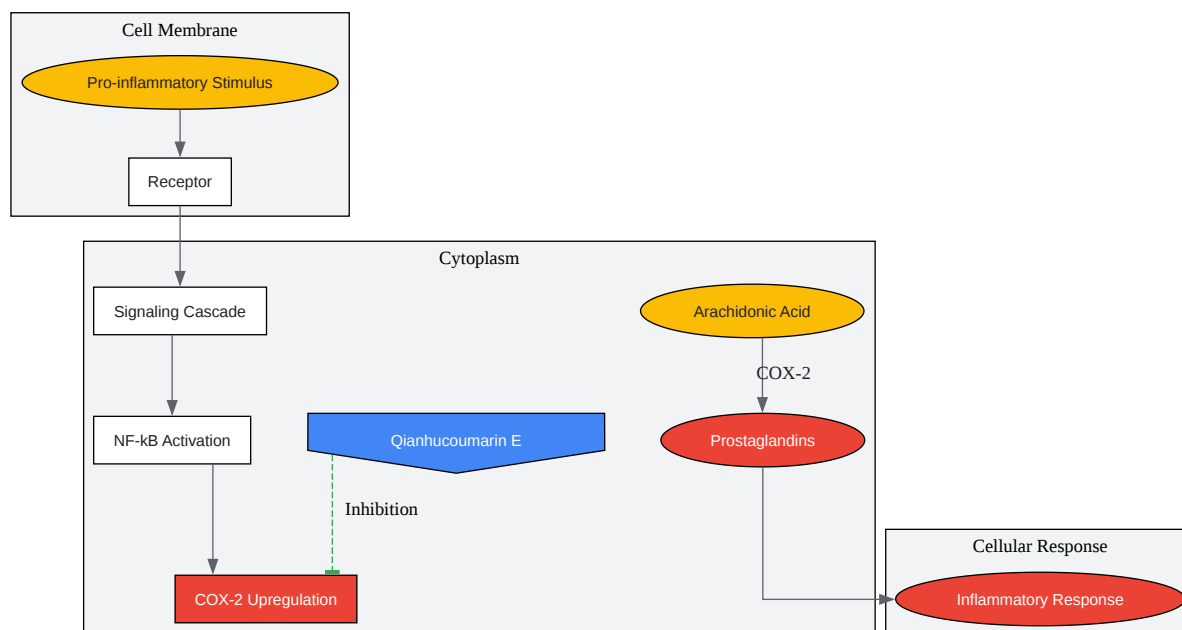 Cell Membrane
Pro-inflammatory Stimulus
Receptor
Cytoplasm
Signaling Cascade
Arachidonic Acid
COX-2
NF-kB Activation
Qianhucoumarin E
Prostaglandins
Inhibition
COX-2 Upregulation
Cellular Response
Inflammatory Response